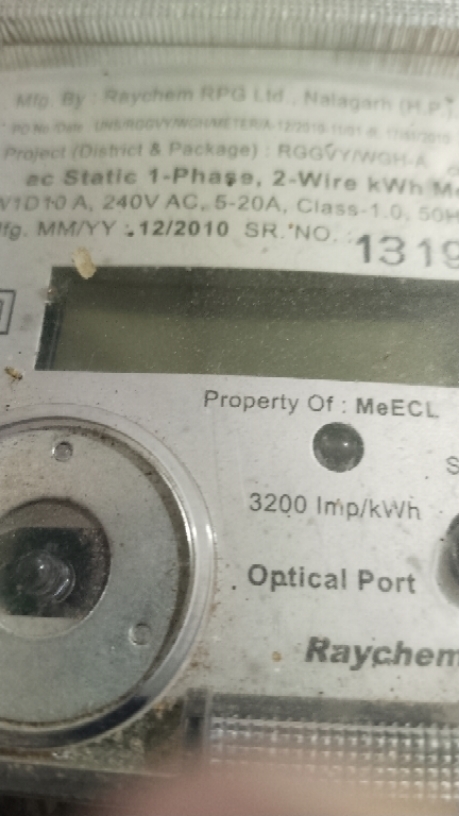 Mfg. By : Raychem RPG Ltd., Nalagarh (H.P.)
Project (District & Package) : RGGVY/WGH-A
ac Static 1-Phase, 2-Wire kWh
V1D10 A, 240V AC, 5-20A, Class-1.0,
fg. MM/YY : 12/2010 SR. NO. : 1319
Property Of : MeECL
3200 Imp/kWh
Optical Port
Raychem